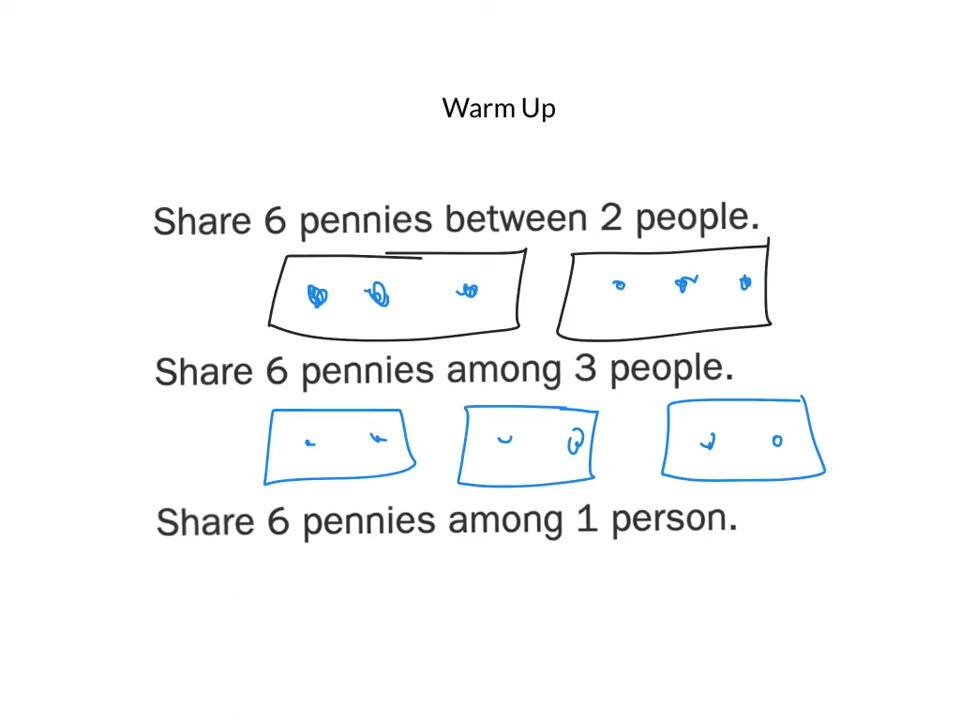 Warm Up
Share 6 pennies between 2 people.
Share 6 pennies among 3 people.
Share 6 pennies among 1 person.